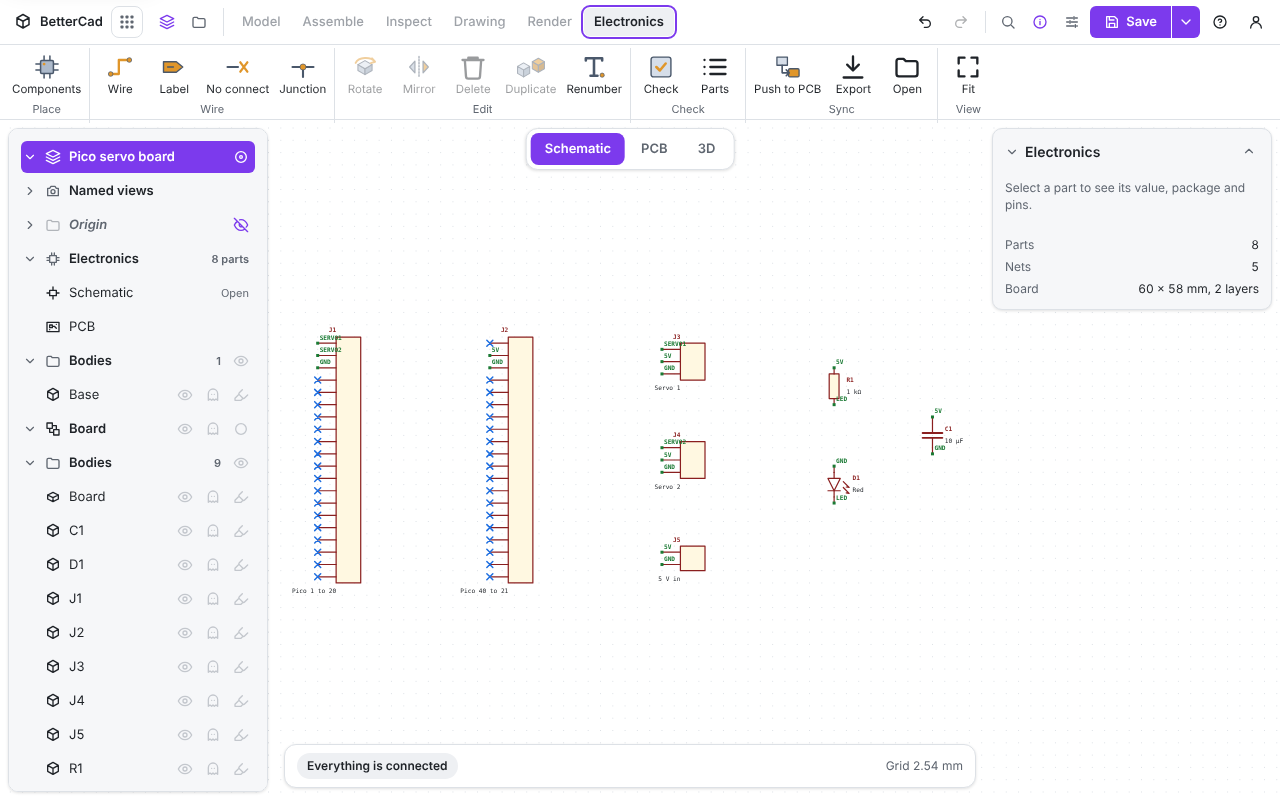 BetterCad
Model Assemble Inspect Drawing Render Electronics
Save
Components Wire Label No connect Junction Rotate Mirror Delete Duplicate Renumber Check Parts Push to PCB Export Open Fit
Place Wire Edit Check Sync View
Pico servo board
Named views
Origin
Electronics 8 parts
Schematic Open
PCB
Bodies 1
Base
Board
Bodies 9
Board
C1
D1
J1
J2
J3
J4
J5
R1
Schematic PCB 3D
J1
SERVO1
SERVO2
GND
Pico 1 to 20
J2
5V
GND
Pico 40 to 21
J3
SERVO1
5V
GND
Servo 1
J4
SERVO2
5V
GND
Servo 2
J5
5V
GND
5 V in
5V
R1
1 kΩ
LED
GND
D1
Red
LED
5V
C1
10 µF
GND
Electronics
Select a part to see its value, package and
pins.
Parts 8
Nets 5
Board 60 × 58 mm, 2 layers
Everything is connected Grid 2.54 mm